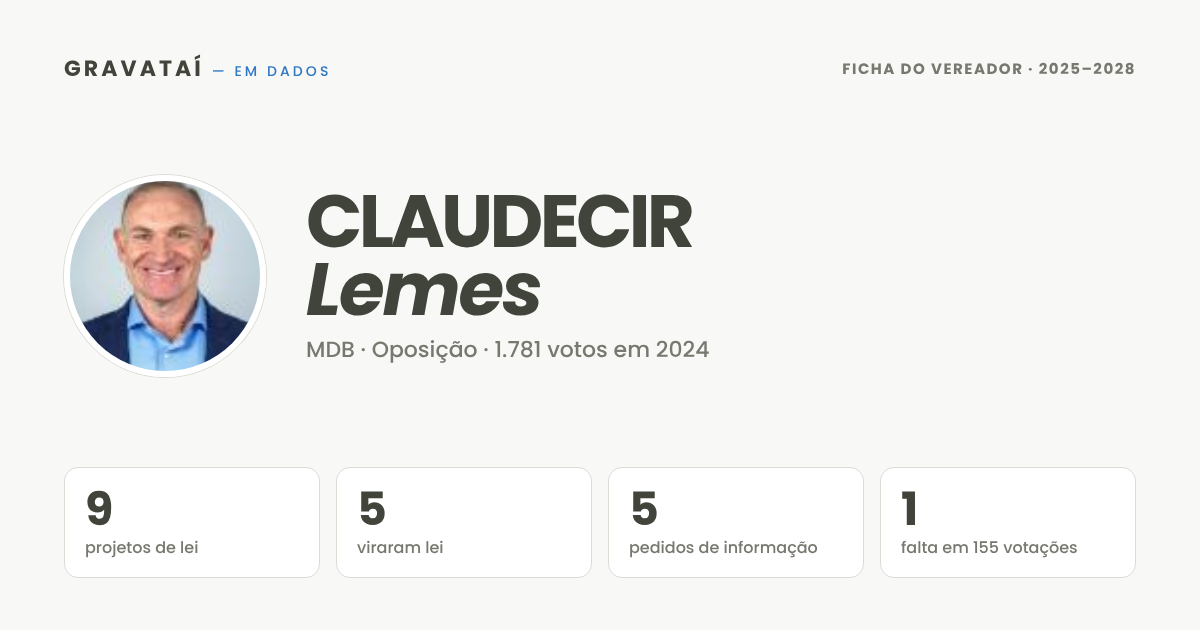 GRAVATAÍ — EM DADOS
FICHA DO VEREADOR · 2025–2028
CLAUDECIR
Lemes
MDB · Oposição · 1.781 votos em 2024
9
projetos de lei
5
viraram lei
5
pedidos de informação
1
falta em 155 votações